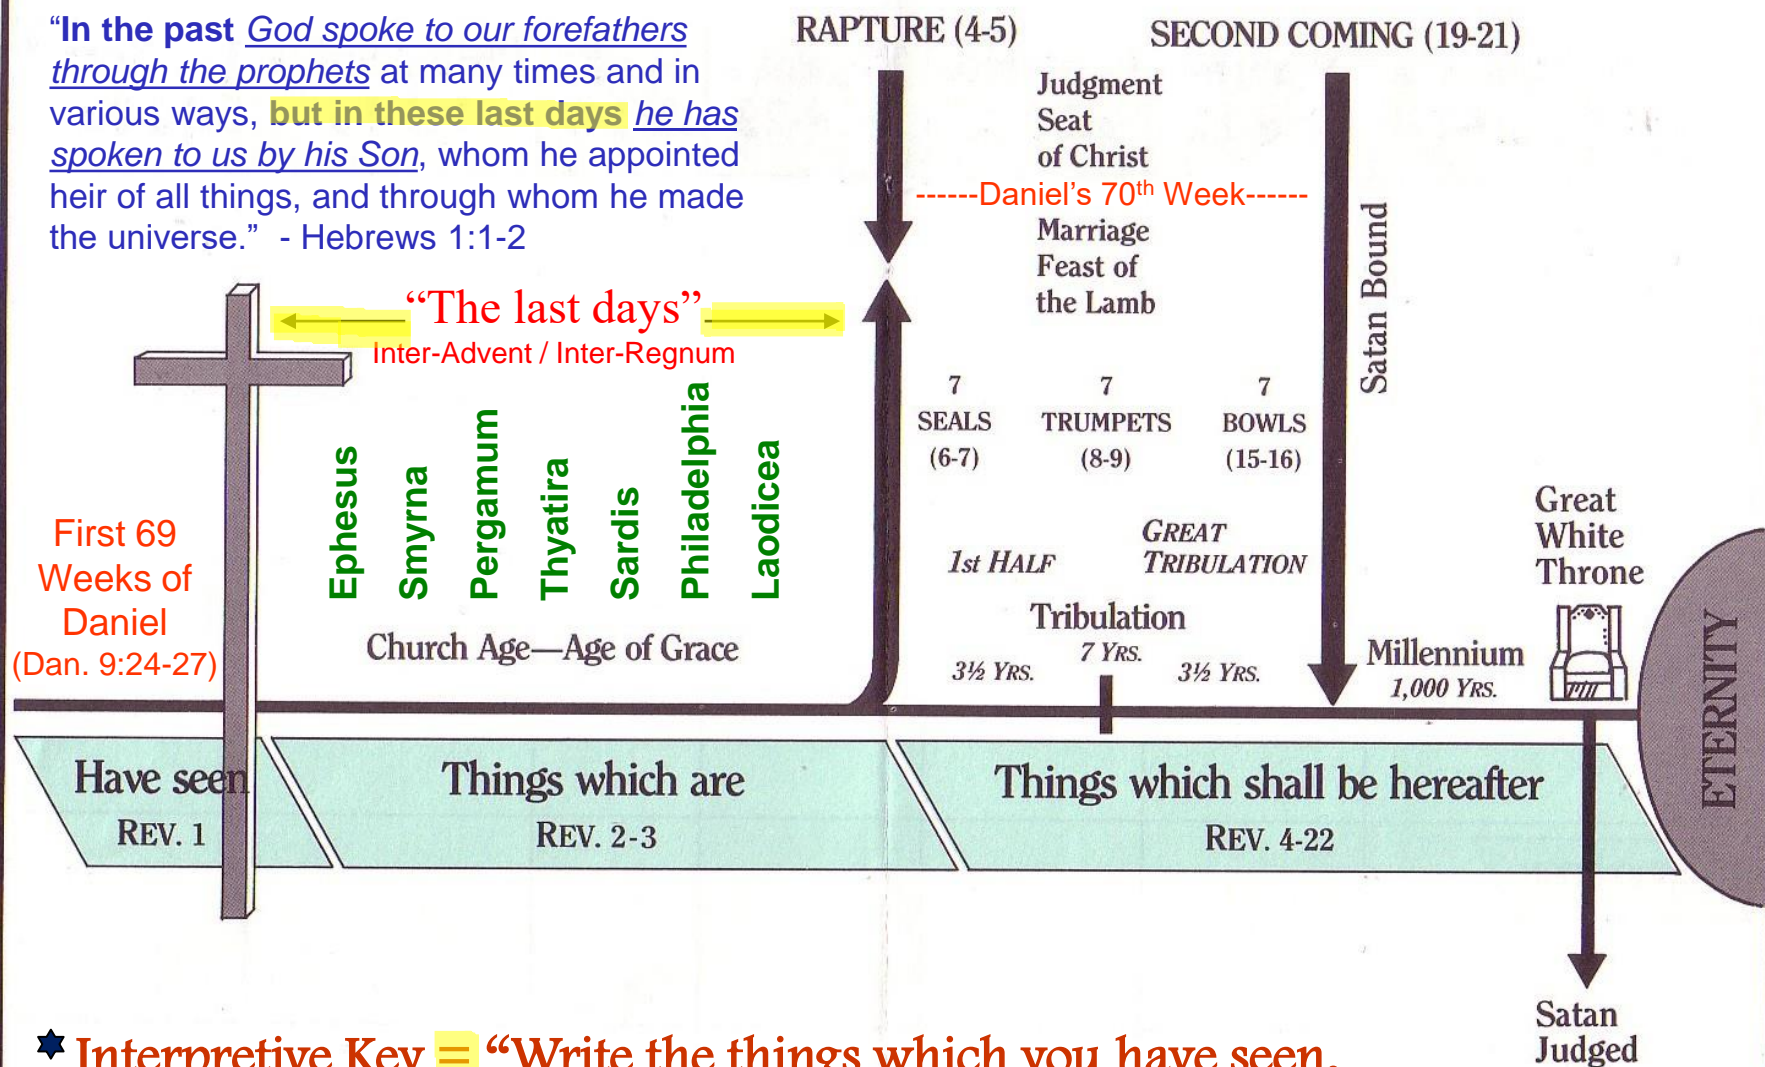 “In the past God spoke to our forefathers
through the prophets at many times and in
various ways, but in these last days he has
spoken to us by his Son, whom he appointed
heir of all things, and through whom he made
the universe.” - Hebrews 1:1-2
RAPTURE (4-5)
SECOND COMING (19-21)
Judgment
Seat
of Christ
------Daniel’s 70th Week------
Marriage
Feast of
the Lamb
Satan Bound
“The last days”
Inter-Advent / Inter-Regnum
Ephesus
Smyrna
Pergamum
Thyatira
Sardis
Philadelphia
Laodicea
7
SEALS
(6-7)
7
TRUMPETS
(8-9)
7
BOWLS
(15-16)
First 69
Weeks of
Daniel
(Dan. 9:24-27)
Church Age—Age of Grace
1st HALF
GREAT
TRIBULATION
Tribulation
7 YRS.
3½ YRS.
3½ YRS.
Millennium
1,000 YRS.
Great
White
Throne
ETERNITY
Have seen
REV. 1
Things which are
REV. 2-3
Things which shall be hereafter
REV. 4-22
Satan
Judged
Interpretive Key = “Write the things which you have seen,